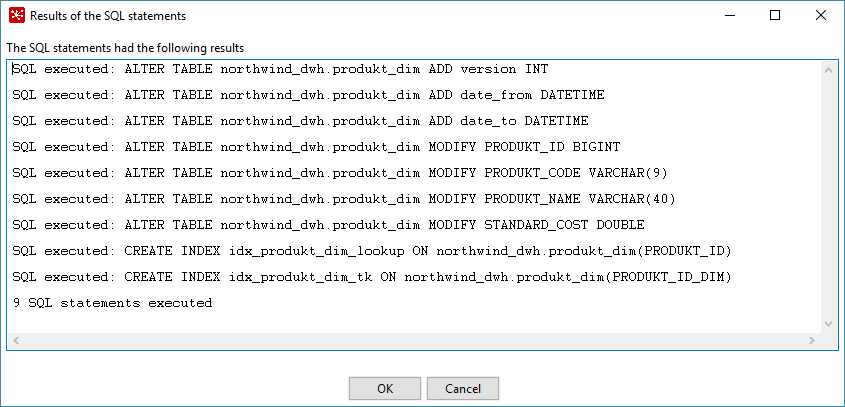 Results of the SQL statements
The SQL statements had the following results
SQL executed: ALTER TABLE northwind_dwh.produkt_dim ADD version INT
SQL executed: ALTER TABLE northwind_dwh.produkt_dim ADD date_from DATETIME
SQL executed: ALTER TABLE northwind_dwh.produkt_dim ADD date_to DATETIME
SQL executed: ALTER TABLE northwind_dwh.produkt_dim MODIFY PRODUKT_ID BIGINT
SQL executed: ALTER TABLE northwind_dwh.produkt_dim MODIFY PRODUKT_CODE VARCHAR(9)
SQL executed: ALTER TABLE northwind_dwh.produkt_dim MODIFY PRODUKT_NAME VARCHAR(40)
SQL executed: ALTER TABLE northwind_dwh.produkt_dim MODIFY STANDARD_COST DOUBLE
SQL executed: CREATE INDEX idx_produkt_dim_lookup ON northwind_dwh.produkt_dim(PRODUKT_ID)
SQL executed: CREATE INDEX idx_produkt_dim_tk ON northwind_dwh.produkt_dim(PRODUKT_ID_DIM)
9 SQL statements executed
OK Cancel